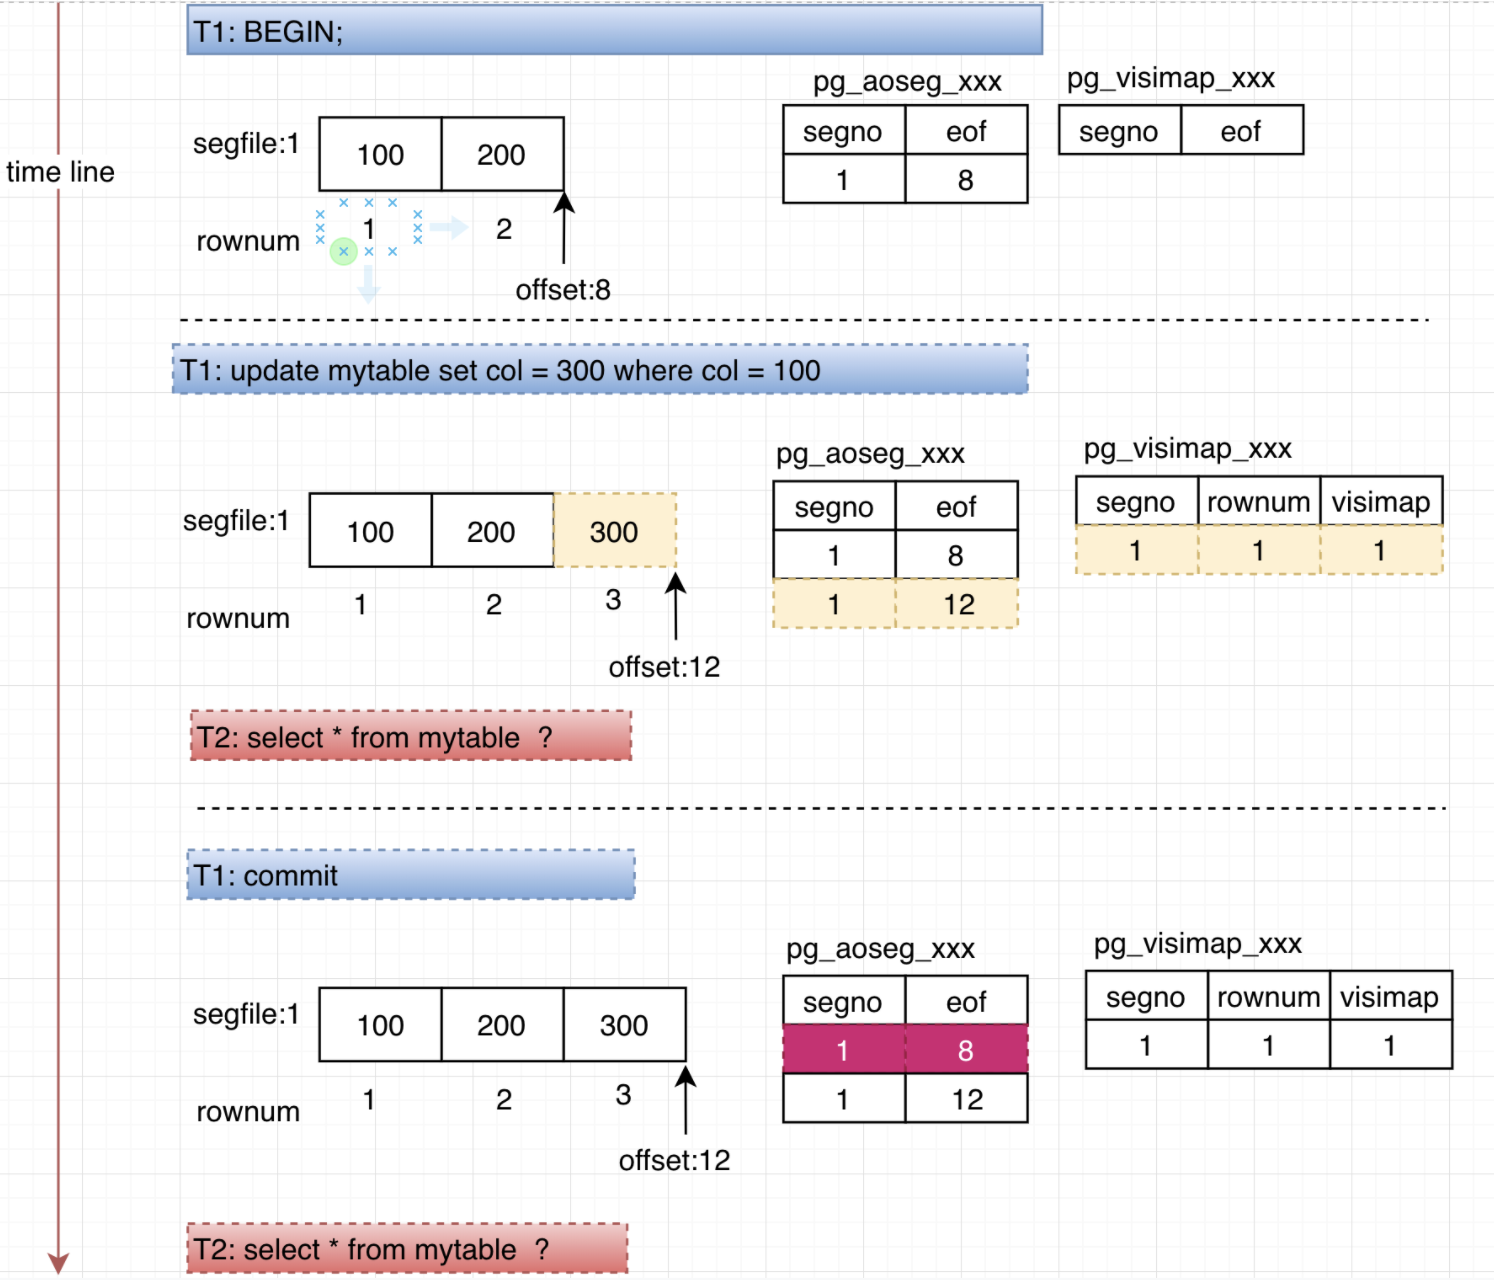 T1: BEGIN;
pg_aoseg_xxx pg_visimap_xxx
segfile:1 100 200 segno eof segno eof
1 8
time line
rownum 1 2
offset:8
T1: update mytable set col = 300 where col = 100
pg_aoseg_xxx pg_visimap_xxx
segfile:1 100 200 300 segno eof segno rownum visimap
1 8 1 1 1
rownum 1 2 3 1 12
offset:12
T2: select * from mytable ?
T1: commit
pg_aoseg_xxx pg_visimap_xxx
segfile:1 100 200 300 segno eof segno rownum visimap
1 8 1 1 1
rownum 1 2 3 1 12
offset:12
T2: select * from mytable ?